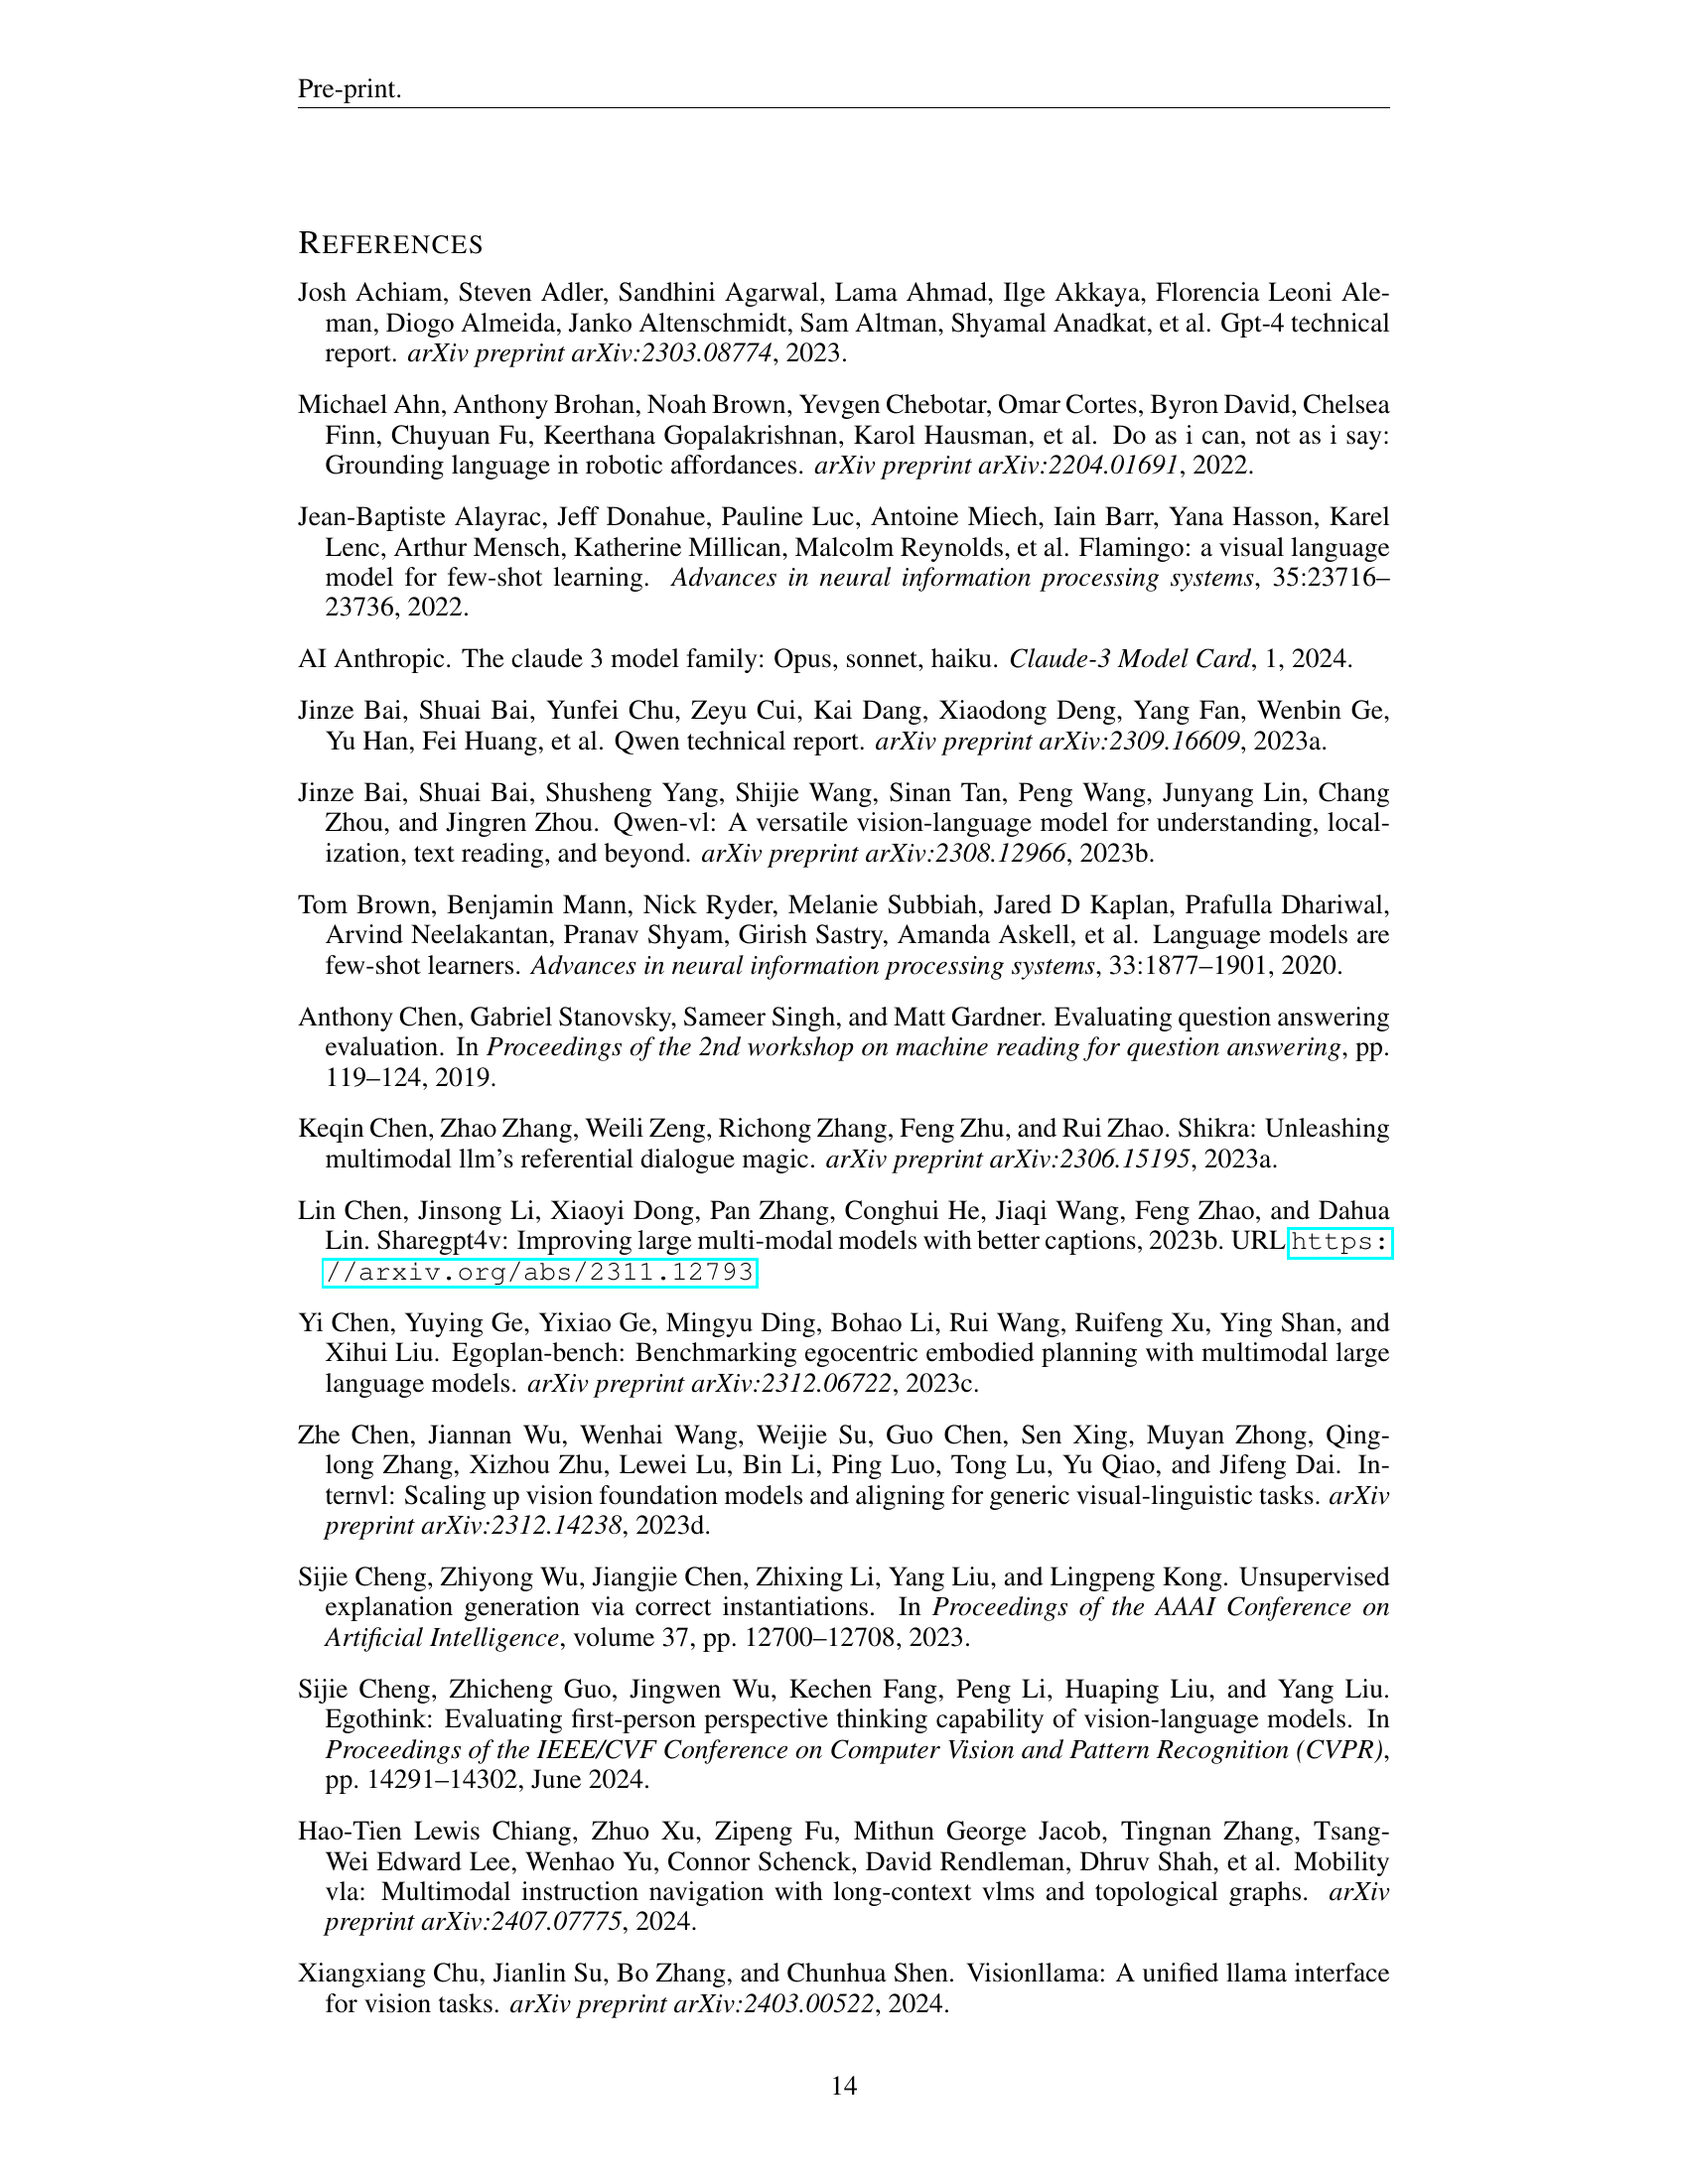 Pre-print.
REFERENCES
Josh Achiam, Steven Adler, Sandhini Agarwal, Lama Ahmad, Ilge Akkaya, Florencia Leoni Ale-
man, Diogo Almeida, Janko Altenschmidt, Sam Altman, Shyamal Anadkat, et al. Gpt-4 technical
report. arXiv preprint arXiv:2303.08774, 2023.
Michael Ahn, Anthony Brohan, Noah Brown, Yevgen Chebotar, Omar Cortes, Byron David, Chelsea
Finn, Chuyuan Fu, Keerthana Gopalakrishnan, Karol Hausman, et al. Do as i can, not as i say:
Grounding language in robotic affordances. arXiv preprint arXiv:2204.01691, 2022.
Jean-Baptiste Alayrac, Jeff Donahue, Pauline Luc, Antoine Miech, Iain Barr, Yana Hasson, Karel
Lenc, Arthur Mensch, Katherine Millican, Malcolm Reynolds, et al. Flamingo: a visual language
model for few-shot learning. Advances in neural information processing systems, 35:23716–
23736, 2022.
AI Anthropic. The claude 3 model family: Opus, sonnet, haiku. Claude-3 Model Card, 1, 2024.
Jinze Bai, Shuai Bai, Yunfei Chu, Zeyu Cui, Kai Dang, Xiaodong Deng, Yang Fan, Wenbin Ge,
Yu Han, Fei Huang, et al. Qwen technical report. arXiv preprint arXiv:2309.16609, 2023a.
Jinze Bai, Shuai Bai, Shusheng Yang, Shijie Wang, Sinan Tan, Peng Wang, Junyang Lin, Chang
Zhou, and Jingren Zhou. Qwen-vl: A versatile vision-language model for understanding, local-
ization, text reading, and beyond. arXiv preprint arXiv:2308.12966, 2023b.
Tom Brown, Benjamin Mann, Nick Ryder, Melanie Subbiah, Jared D Kaplan, Prafulla Dhariwal,
Arvind Neelakantan, Pranav Shyam, Girish Sastry, Amanda Askell, et al. Language models are
few-shot learners. Advances in neural information processing systems, 33:1877–1901, 2020.
Anthony Chen, Gabriel Stanovsky, Sameer Singh, and Matt Gardner. Evaluating question answering
evaluation. In Proceedings of the 2nd workshop on machine reading for question answering, pp.
119–124, 2019.
Keqin Chen, Zhao Zhang, Weili Zeng, Richong Zhang, Feng Zhu, and Rui Zhao. Shikra: Unleashing
multimodal llm's referential dialogue magic. arXiv preprint arXiv:2306.15195, 2023a.
Lin Chen, Jinsong Li, Xiaoyi Dong, Pan Zhang, Conghui He, Jiaqi Wang, Feng Zhao, and Dahua
Lin. Sharegpt4v: Improving large multi-modal models with better captions, 2023b. URL https:
//arxiv.org/abs/2311.12793
Yi Chen, Yuying Ge, Yixiao Ge, Mingyu Ding, Bohao Li, Rui Wang, Ruifeng Xu, Ying Shan, and
Xihui Liu. Egoplan-bench: Benchmarking egocentric embodied planning with multimodal large
language models. arXiv preprint arXiv:2312.06722, 2023c.
Zhe Chen, Jiannan Wu, Wenhai Wang, Weijie Su, Guo Chen, Sen Xing, Muyan Zhong, Qing-
long Zhang, Xizhou Zhu, Lewei Lu, Bin Li, Ping Luo, Tong Lu, Yu Qiao, and Jifeng Dai. In-
ternvl: Scaling up vision foundation models and aligning for generic visual-linguistic tasks. arXiv
preprint arXiv:2312.14238, 2023d.
Sijie Cheng, Zhiyong Wu, Jiangjie Chen, Zhixing Li, Yang Liu, and Lingpeng Kong. Unsupervised
explanation generation via correct instantiations. In Proceedings of the AAAI Conference on
Artificial Intelligence, volume 37, pp. 12700–12708, 2023.
Sijie Cheng, Zhicheng Guo, Jingwen Wu, Kechen Fang, Peng Li, Huaping Liu, and Yang Liu.
Egothink: Evaluating first-person perspective thinking capability of vision-language models. In
Proceedings of the IEEE/CVF Conference on Computer Vision and Pattern Recognition (CVPR),
pp. 14291–14302, June 2024.
Hao-Tien Lewis Chiang, Zhuo Xu, Zipeng Fu, Mithun George Jacob, Tingnan Zhang, Tsang-
Wei Edward Lee, Wenhao Yu, Connor Schenck, David Rendleman, Dhruv Shah, et al. Mobility
vla: Multimodal instruction navigation with long-context vlms and topological graphs. arXiv
preprint arXiv:2407.07775, 2024.
Xiangxiang Chu, Jianlin Su, Bo Zhang, and Chunhua Shen. Visionllama: A unified llama interface
for vision tasks. arXiv preprint arXiv:2403.00522, 2024.
14